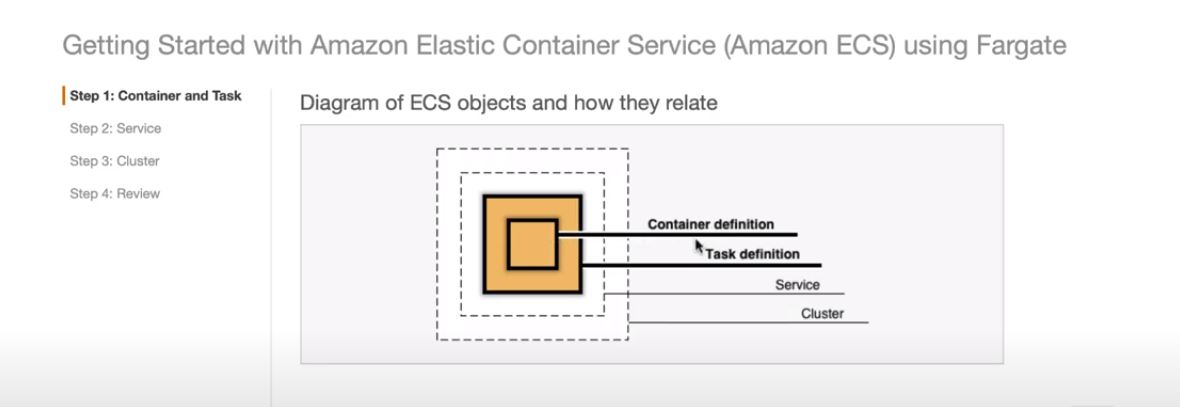 Getting Started with Amazon Elastic Container Service (Amazon ECS) using Fargate
Step 1: Container and Task
Step 2: Service
Step 3: Cluster
Step 4: Review
Diagram of ECS objects and how they relate
Container definition
Task definition
Service
Cluster